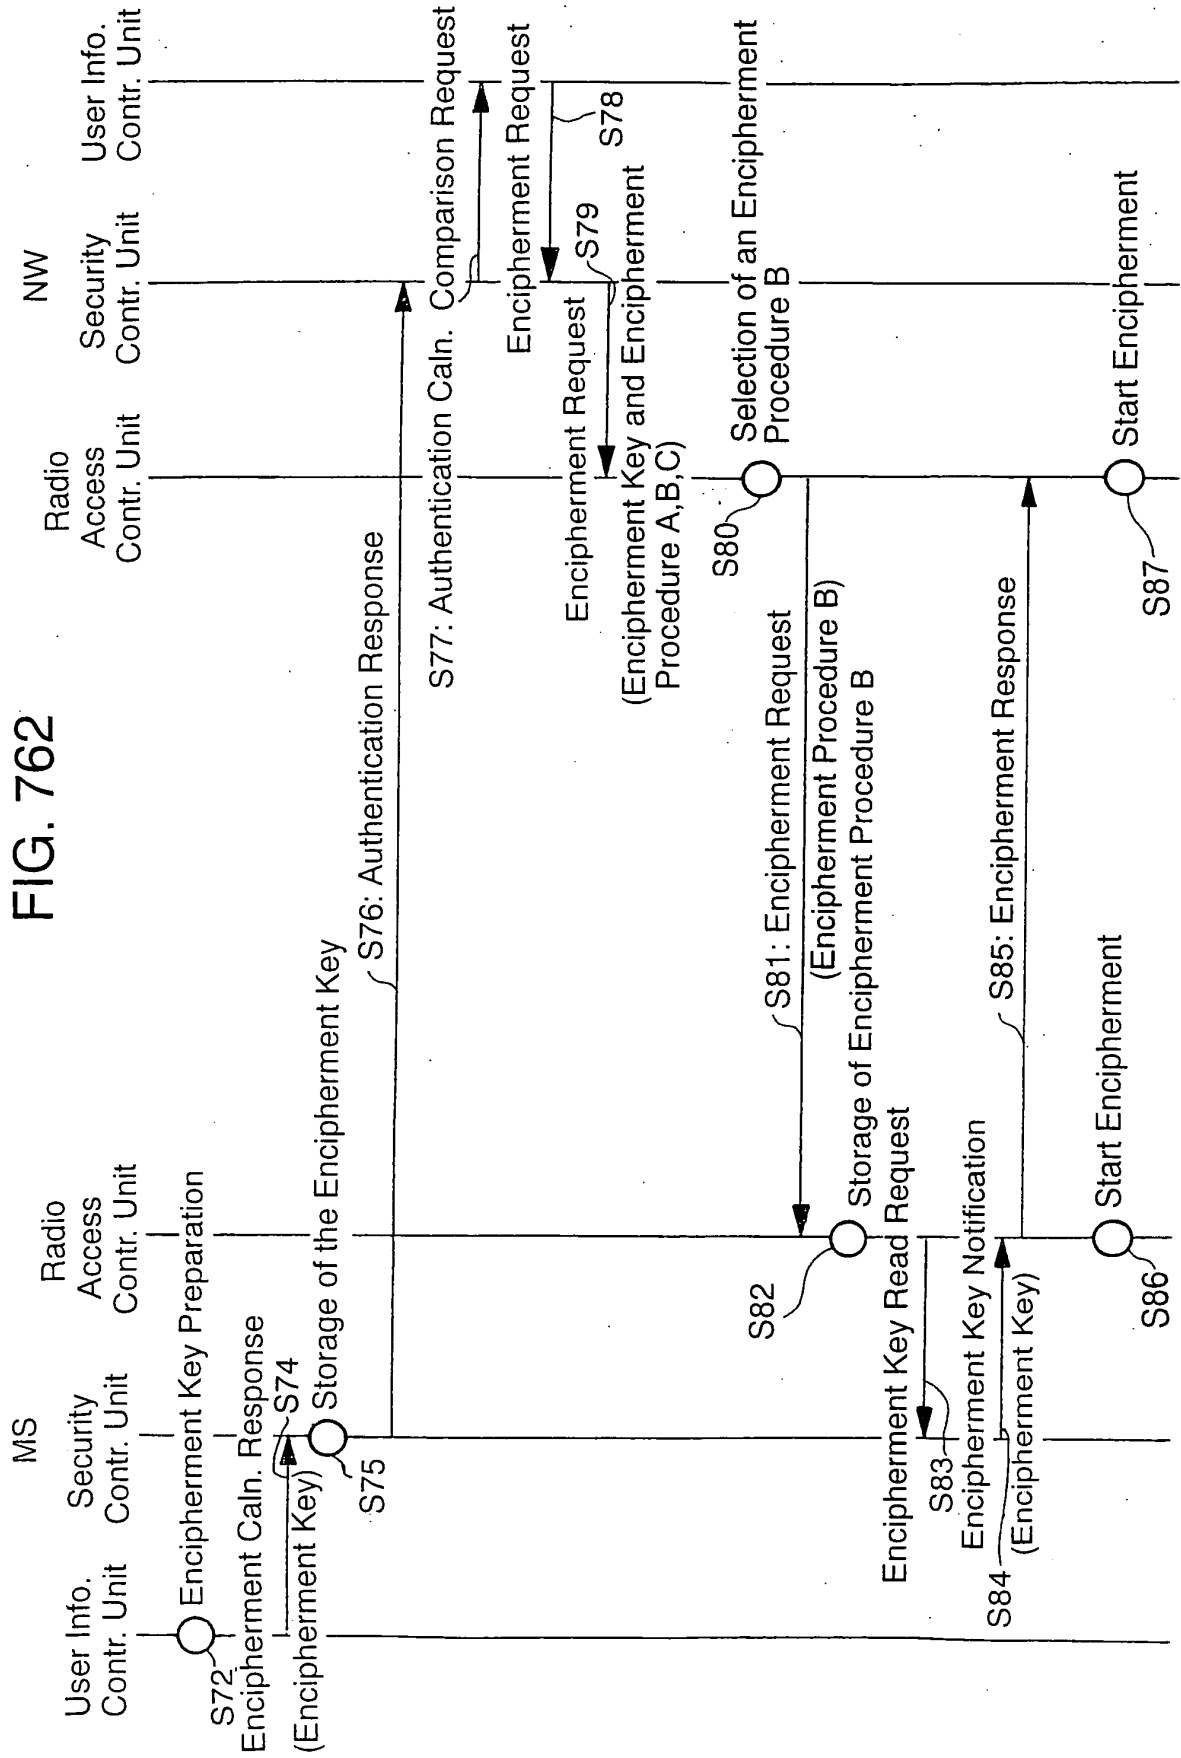 FIG. 762
MS
NW
User Info.
Contr. Unit
Security
Contr. Unit
Radio
Access
Contr. Unit
Radio
Access
Contr. Unit
Security
Contr. Unit
User Info.
Contr. Unit
Encipherment Key Preparation
S72
Encipherment Caln. Response
S74
(Encipherment Key)
Storage of the Encipherment Key
S75
S76: Authentication Response
S77: Authentication Caln. Comparison Request
Encipherment Request
S78
Encipherment Request
S79
(Encipherment Key and Encipherment
Procedure A,B,C)
Selection of an Encipherment
Procedure B
S80
S81: Encipherment Request
(Encipherment Procedure B)
Storage of Encipherment Procedure B
S82
Encipherment Key Read Request
S83
Encipherment Key Notification
(Encipherment Key)
S84
S85: Encipherment Response
Start Encipherment
S86
Start Encipherment
S87